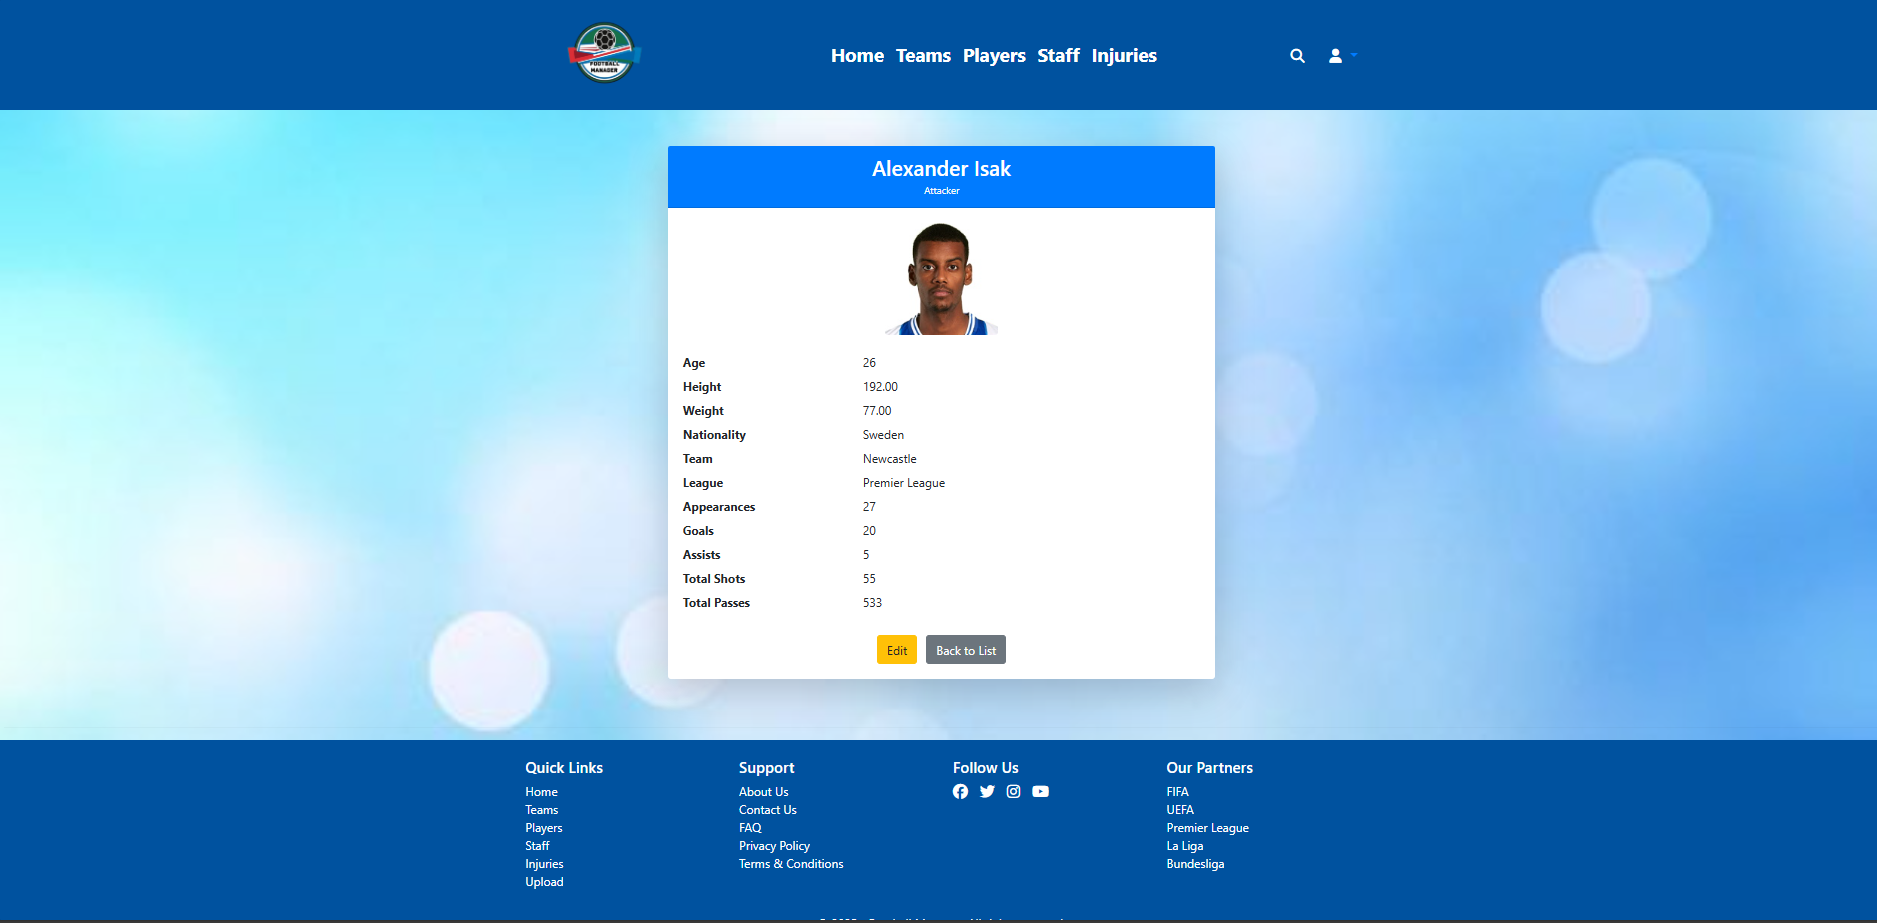 FOOTBALL
MANAGER
Home Teams Players Staff Injuries
Alexander Isak
Attacker
Age 26
Height 192.00
Weight 77.00
Nationality Sweden
Team Newcastle
League Premier League
Appearances 27
Goals 20
Assists 5
Total Shots 55
Total Passes 533
Edit Back to List
Quick Links
Home
Teams
Players
Staff
Injuries
Upload
Support
About Us
Contact Us
FAQ
Privacy Policy
Terms & Conditions
Follow Us
Our Partners
FIFA
UEFA
Premier League
La Liga
Bundesliga